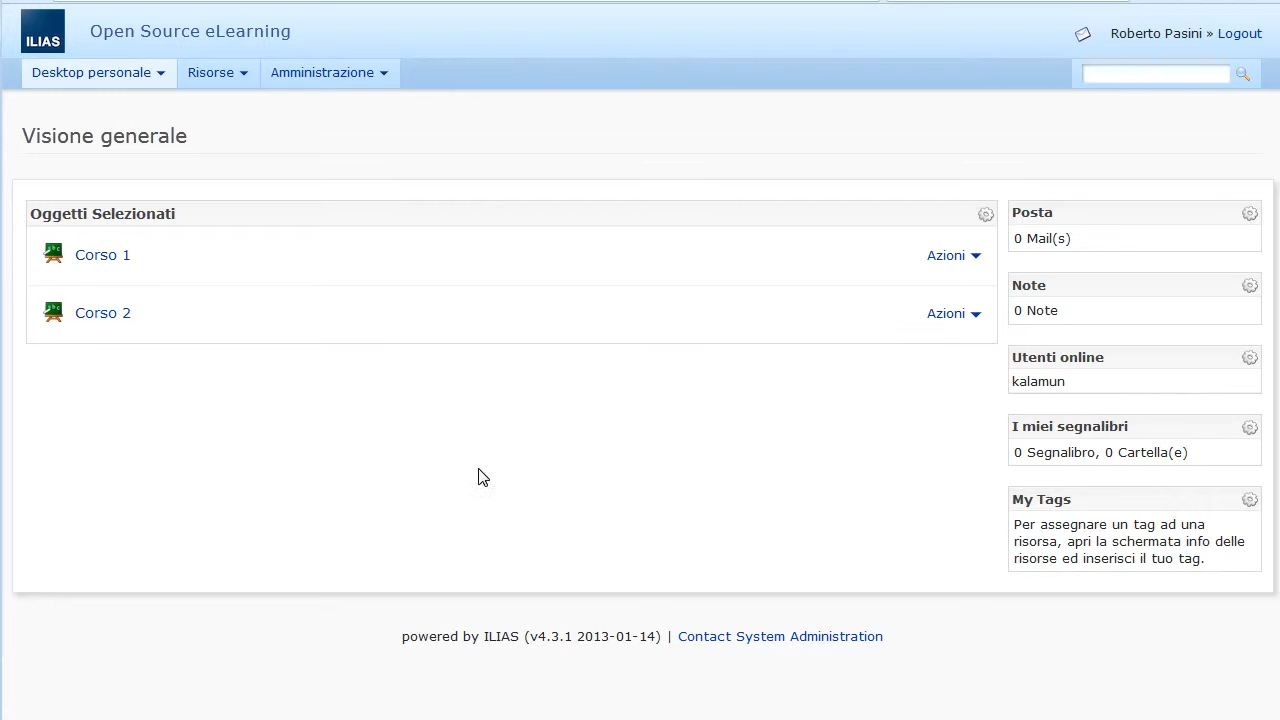 ILIAS
Open Source eLearning
Roberto Pasini » Logout
Desktop personale
Risorse
Amministrazione
Visione generale
Oggetti Selezionati
Corso 1
Azioni
Corso 2
Azioni
Posta
0 Mail(s)
Note
0 Note
Utenti online
kalamun
I miei segnalibri
0 Segnalibro, 0 Cartella(e)
My Tags
Per assegnare un tag ad una
risorsa, apri la schermata info delle
risorse ed inserisci il tuo tag.
powered by ILIAS (v4.3.1 2013-01-14) | Contact System Administration